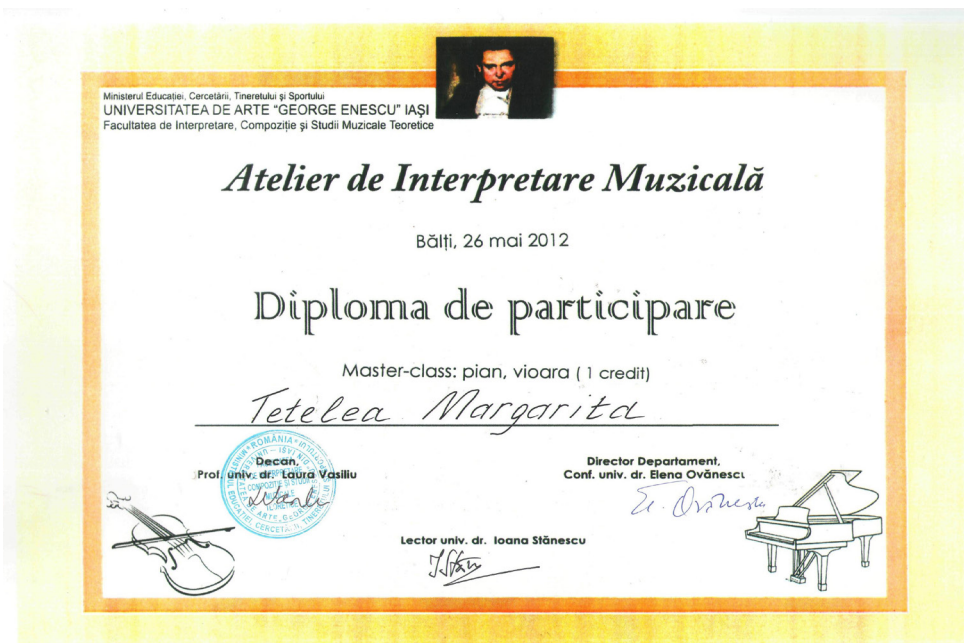 Ministerul Educației, Cercetării, Tineretului și Sportului
UNIVERSITATEA DE ARTE "GEORGE ENESCU" IAȘI
Facultatea de Interpretare, Compoziție și Studii Muzicale Teoretice
Atelier de Interpretare Muzicală
Bălți, 26 mai 2012
Diploma de participare
Master-class: pian, vioara ( 1 credit)
Tetelea Margarita
ROMÂNIA
Decan,
Prof. univ. dr. Laura Vasiliu
Director Departament,
Conf. univ. dr. Elena Ovănescu
Lector univ. dr. Ioana Stănescu